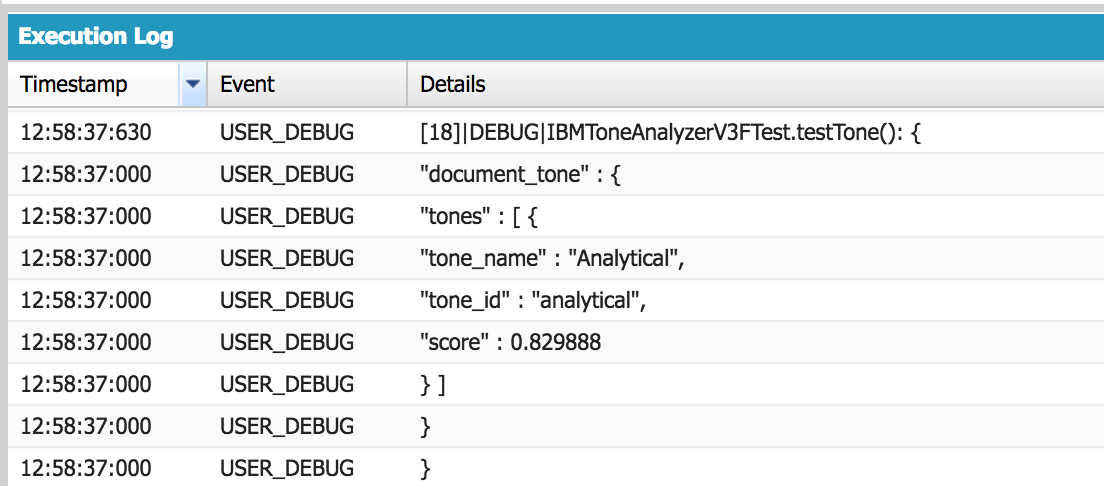 Execution Log
Timestamp Event Details
12:58:37:630 USER_DEBUG [18]|DEBUG|IBMToneAnalyzerV3FTest.testTone(): {
12:58:37:000 USER_DEBUG "document_tone" : {
12:58:37:000 USER_DEBUG "tones" : [ {
12:58:37:000 USER_DEBUG "tone_name" : "Analytical",
12:58:37:000 USER_DEBUG "tone_id" : "analytical",
12:58:37:000 USER_DEBUG "score" : 0.829888
12:58:37:000 USER_DEBUG } ]
12:58:37:000 USER_DEBUG }
12:58:37:000 USER_DEBUG }